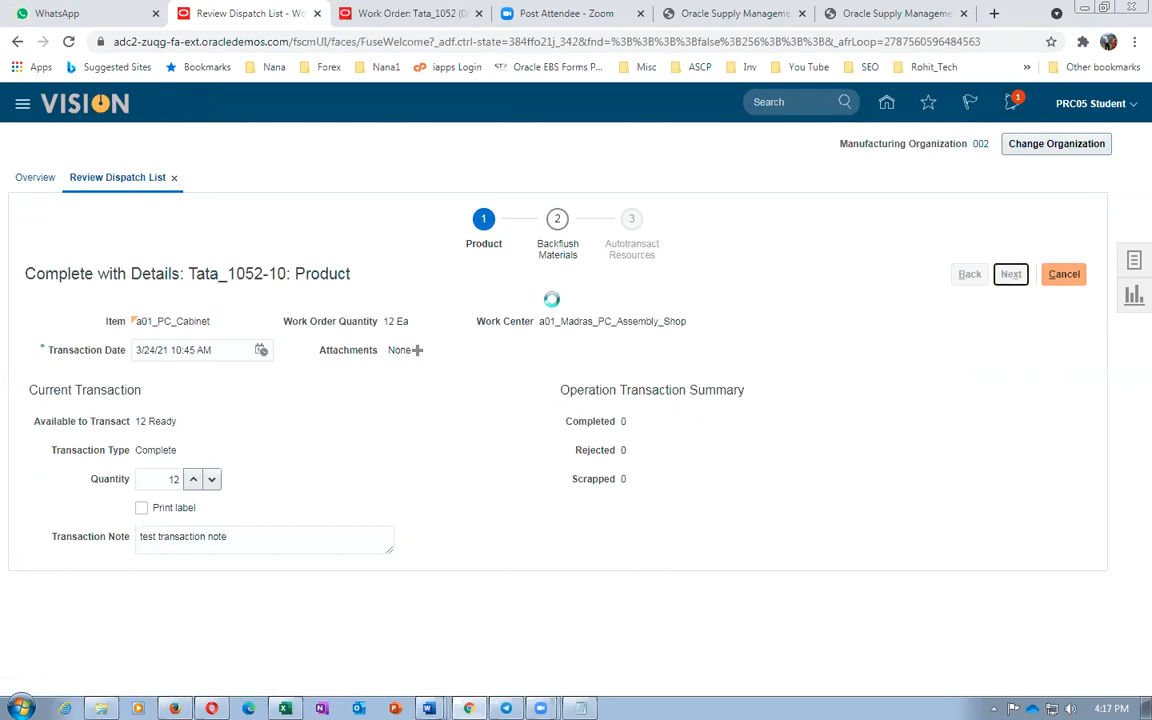 WhatsApp
Review Dispatch List - Wo
Work Order: Tata_1052 (0
Post Attendee - Zoom
Oracle Supply Manageme
Oracle Supply Manageme
adc2-zuqg-fa-ext.oracledemos.com/fscmUI/faces/FuseWelcome?_adf.ctrl-state=384ffo21j_342&fnd=%3B%3B%3B%3Bfalse%3B256%3B%3B%3B&_afrLoop=2787560596484563
Apps
Suggested Sites
Bookmarks
Nana
Forex
Nana1
iapps Login
Oracle EBS Forms P...
Misc
ASCP
Inv
You Tube
SEO
Rohit_Tech
»
Other bookmarks
VISION
Search
1
PRC05 Student
Manufacturing Organization 002
Change Organization
Overview
Review Dispatch List
1
2
3
Product
Backflush
Materials
Autotransact
Resources
Complete with Details: Tata_1052-10: Product
Back
Next
Cancel
Item a01_PC_Cabinet
Work Order Quantity 12 Ea
Work Center a01_Madras_PC_Assembly_Shop
* Transaction Date 3/24/21 10:45 AM
Attachments None
Current Transaction
Operation Transaction Summary
Available to Transact 12 Ready
Completed 0
Transaction Type Complete
Rejected 0
Quantity 12
Scrapped 0
Print label
Transaction Note test transaction note
4:17 PM